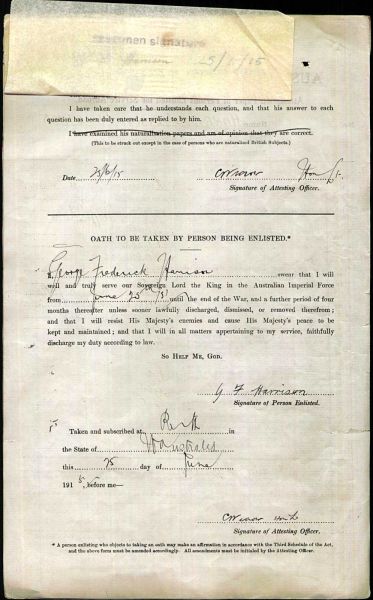 Harrison 5/1/15
I have taken care that he understands each question, and that his answer to each
question has been duly entered as replied to by him.
I have examined his naturalisation papers and am of opinion that they are correct.
(This to be struck out except in the case of persons who are naturalized British Subjects.)
Date 25/6/15
Signature of Attesting Officer.
OATH TO BE TAKEN BY PERSON BEING ENLISTED.*
I, George Frederick Harrison swear that I will
well and truly serve our Sovereign Lord the King in the Australian Imperial Force
from June 25th 15 until the end of the War, and a further period of four
months thereafter unless sooner lawfully discharged, dismissed, or removed therefrom;
and that I will resist His Majesty's enemies and cause His Majesty's peace to be
kept and maintained; and that I will in all matters appertaining to my service, faithfully
discharge my duty according to law.
SO HELP ME, GOD.
G F Harrison
Signature of Person Enlisted.
Taken and subscribed at Perth in
the State of W Australia
this 25 day of June
191 5, before me—
Signature of Attesting Officer.
* A person enlisting who objects to taking an oath may make an affirmation in accordance with the Third Schedule of the Act,
and the above form must be amended accordingly. All amendments must be initialed by the Attesting Officer.